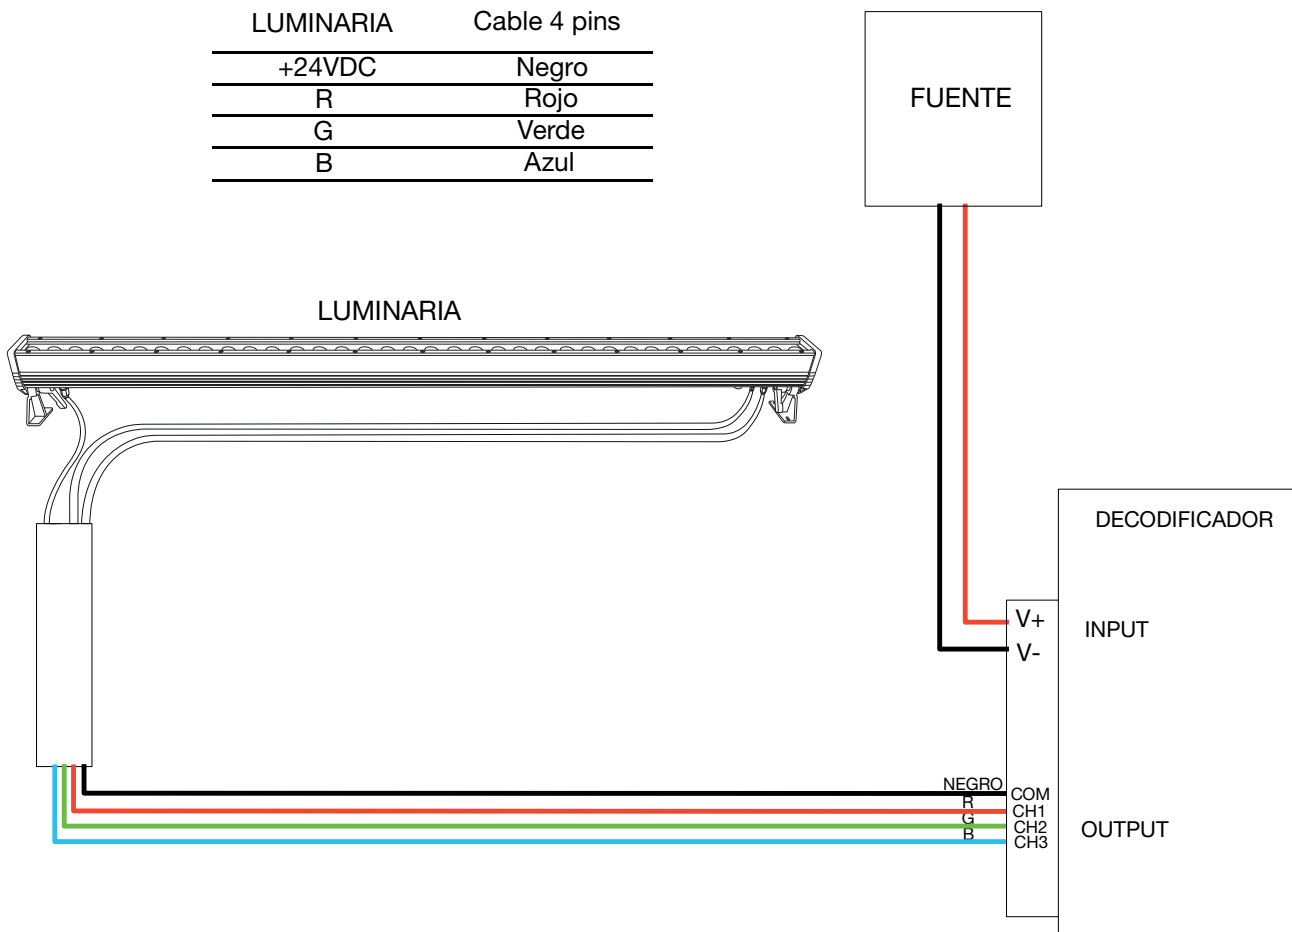 LUMINARIA Cable 4 pins
+24VDC Negro
R Rojo
G Verde
B Azul
FUENTE
LUMINARIA
DECODIFICADOR
V+ INPUT
V-
NEGRO COM
R CH1
G CH2
B CH3
OUTPUT